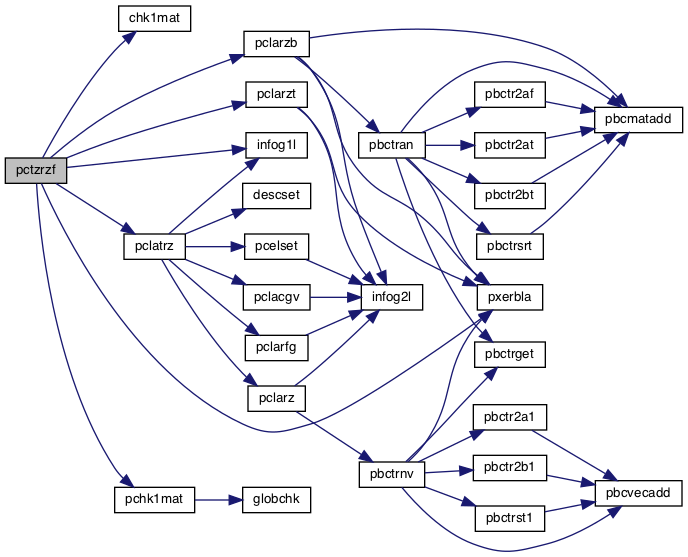 chk1mat
pclarzb
pclarzt
pbctr2af
pbcmatadd
pbctran
pbctr2at
infog1l
pctzrzf
descset
pbctr2bt
pclatrz
pcelset
pbctrsrt
pclacgv
infog2l
pxerbla
pclarfg
pbctrget
pclarz
pbctr2a1
pbctrnv
pbctr2b1
pchk1mat
globchk
pbcvecadd
pbctrst1